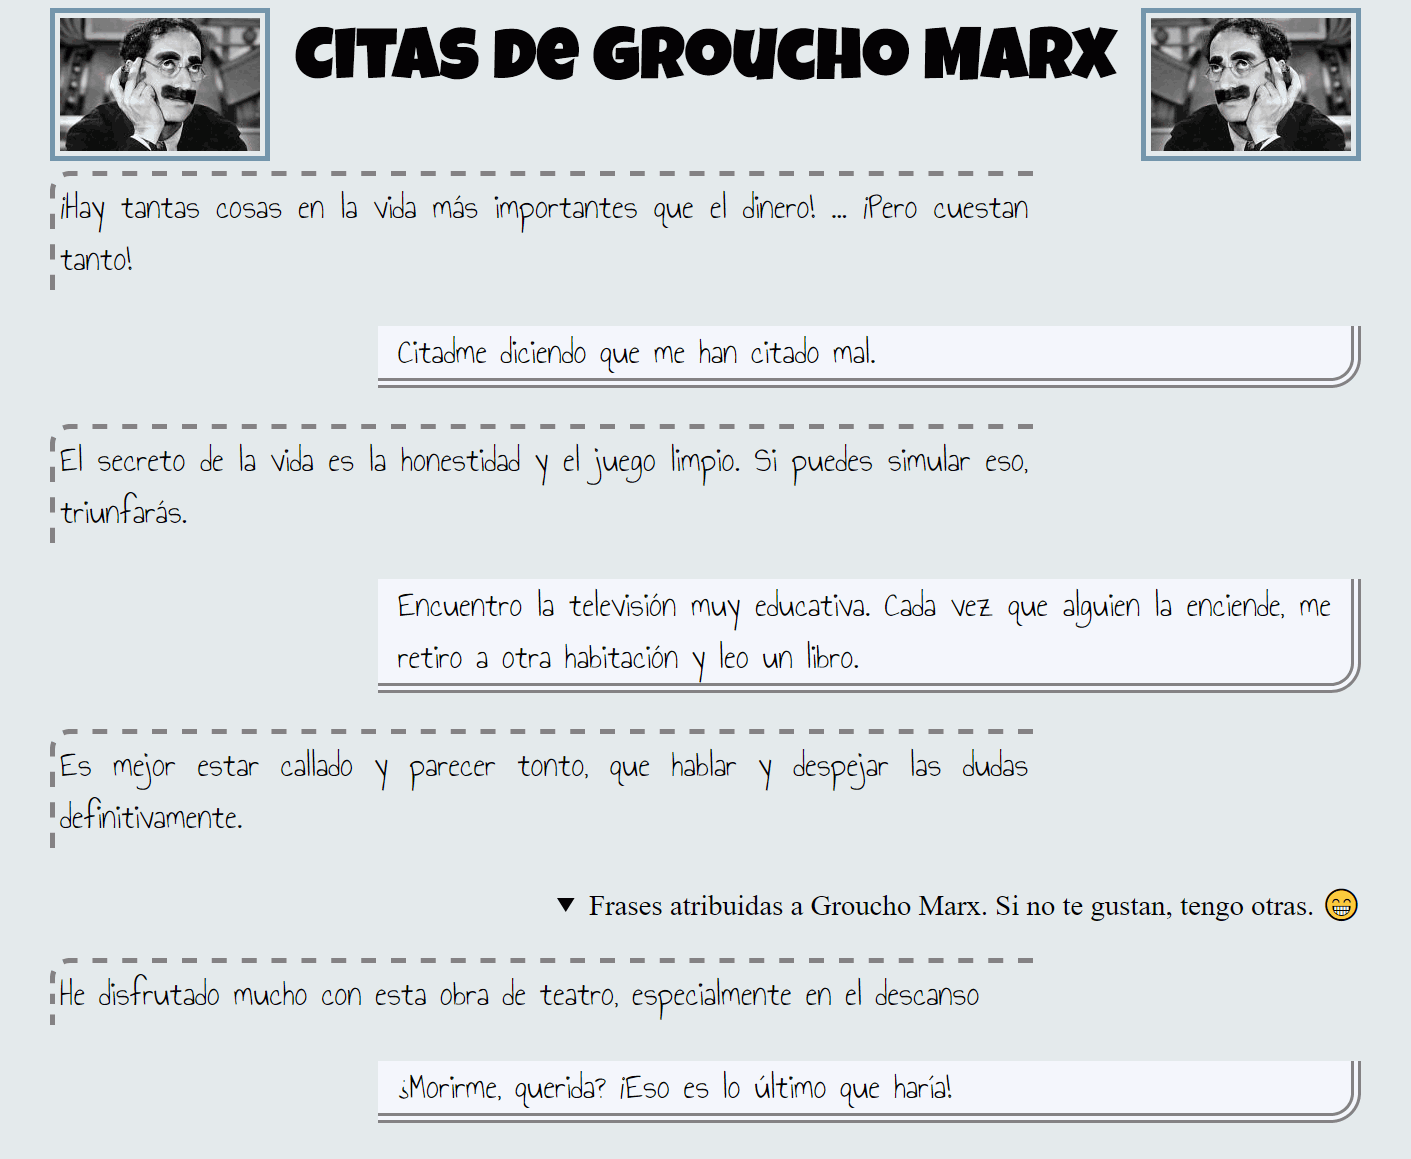 CITAS De GROUCHO MARX
¡Hay tantas cosas en la vida más importantes que el dinero! ... ¡Pero cuestan
tanto!
Citadme diciendo que me han citado mal.
El secreto de la vida es la honestidad y el juego limpio. Si puedes simular eso,
triunfarás.
Encuentro la televisión muy educativa. Cada vez que alguien la enciende, me
retiro a otra habitación y leo un libro.
Es mejor estar callado y parecer tonto, que hablar y despejar las dudas
definitivamente.
▼ Frases atribuidas a Groucho Marx. Si no te gustan, tengo otras. 😁
He disfrutado mucho con esta obra de teatro, especialmente en el descanso
¿Morirme, querida? ¡Eso es lo último que haría!